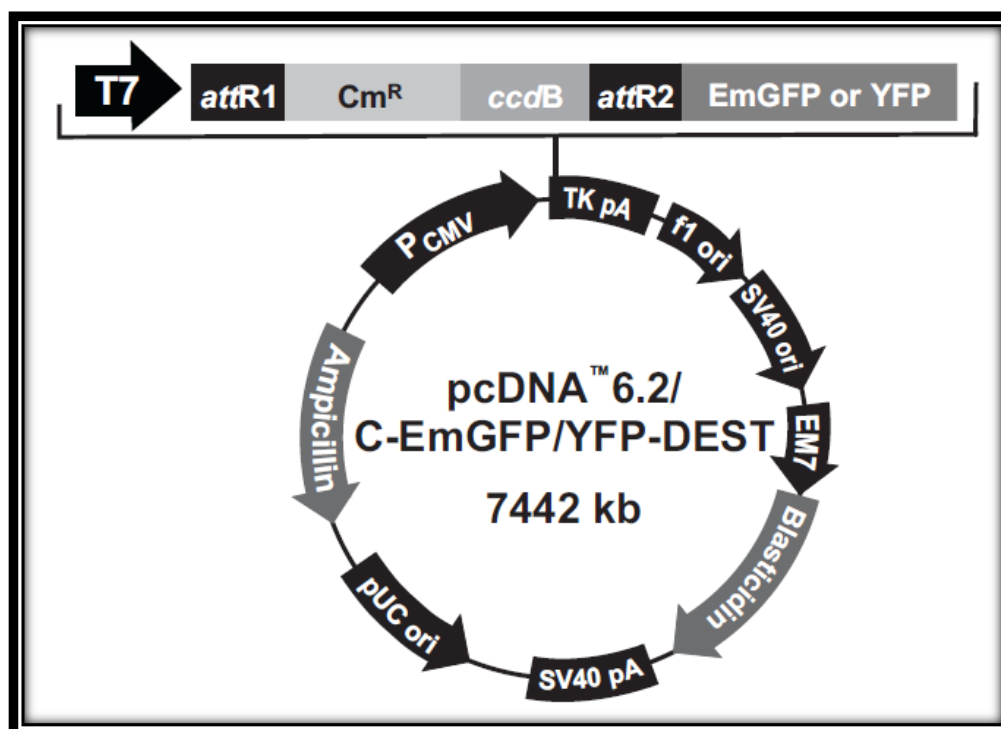 T7 attR1 Cmᴿ ccdB attR2 EmGFP or YFP
PCMV
TK pA
f1 ori
SV40 ori
EM7
Blasticidin
SV40 pA
pUC ori
Ampicillin
pcDNA™6.2/
C-EmGFP/YFP-DEST
7442 kb